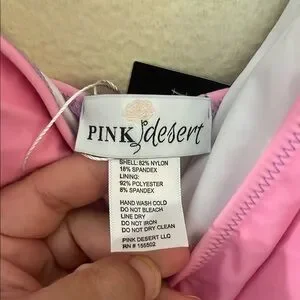 PINK desert
SHELL: 82% NYLON
18% SPANDEX
LINING:
92% POLYESTER
8% SPANDEX
HAND WASH COLD
DO NOT BLEACH
LINE DRY
DO NOT IRON
DO NOT DRY CLEAN
PINK DESERT LLC
RN # 155502